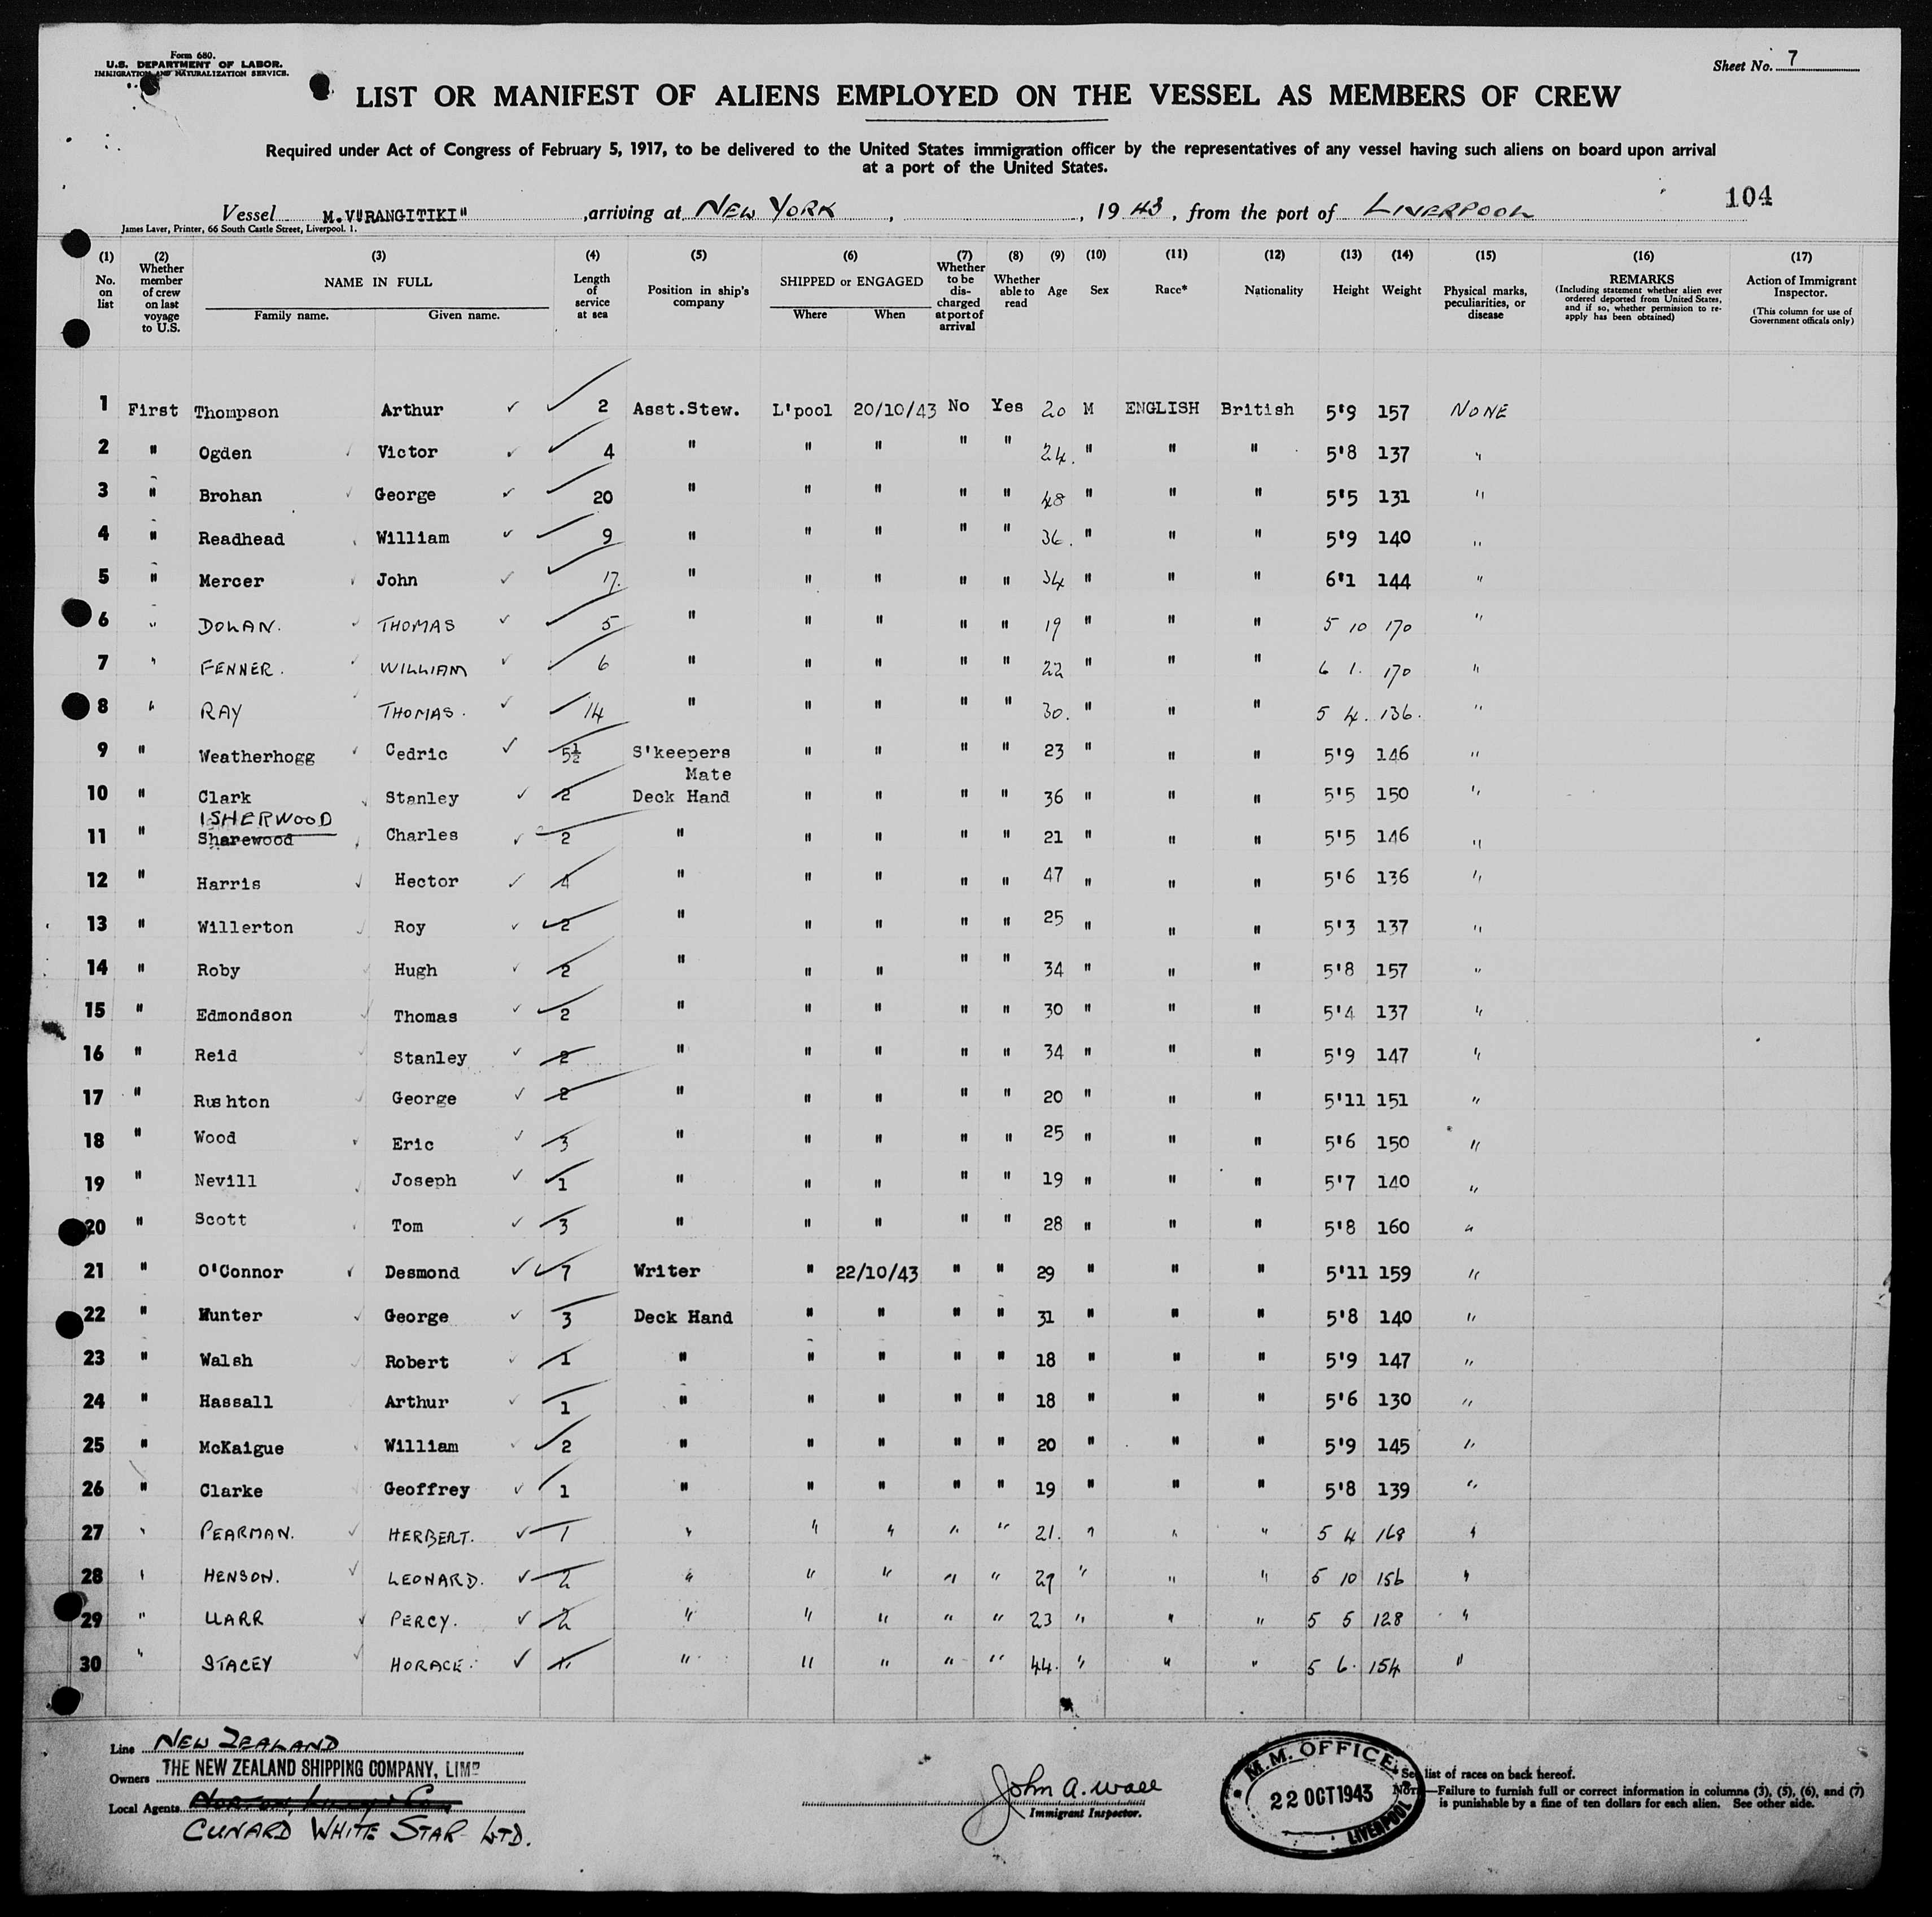 Form 680.
U.S. DEPARTMENT OF LABOR.
IMMIGRATION AND NATURALIZATION SERVICE.
Sheet No. 7
LIST OR MANIFEST OF ALIENS EMPLOYED ON THE VESSEL AS MEMBERS OF CREW
Required under Act of Congress of February 5, 1917, to be delivered to the United States immigration officer by the representatives of any vessel having such aliens on board upon arrival
at a port of the United States.
104
Vessel M.V"RANGITIKI" ,arriving at NEW YORK , , 1943 , from the port of LIVERPOOL
James Laver, Printer, 66 South Castle Street, Liverpool. 1.
(1) No. on list
(2) Whether member of crew on last voyage to U.S.
(3) NAME IN FULL Family name. Given name.
(4) Length of service at sea
(5) Position in ship's company
(6) SHIPPED or ENGAGED Where When
(7) Whether to be dis-charged at port of arrival
(8) Whether able to read
(9) Age
(10) Sex
(11) Race*
(12) Nationality
(13) Height
(14) Weight
(15) Physical marks, peculiarities, or disease
(16) REMARKS (Including statement whether alien ever ordered deported from United States, and if so, whether permission to re-apply has been obtained)
(17) Action of Immigrant Inspector. (This column for use of Government officals only)
1 First Thompson Arthur 2 Asst.Stew. L'pool 20/10/43 No Yes 20 M ENGLISH British 5'9 157 NONE
2 " Ogden Victor 4 " " " " " 24. " " " 5'8 137 "
3 " Brohan George 20 " " " " " 48 " " " 5'5 131 "
4 " Readhead William 9 " " " " " 36. " " " 5'9 140 "
5 " Mercer John 17. " " " " " 34 " " " 6'1 144 "
6 " DOLAN. THOMAS 5 " " " " " 19 " " " 5 10 170 "
7 " FENNER. WILLIAM 6 " " " " " 22 " " " 6 1. 170 "
8 " RAY THOMAS. 14 " " " " " 30. " " " 5 4. 136. "
9 " Weatherhogg Cedric 5½ S'keepers Mate " " " " 23 " " " 5'9 146 "
10 " Clark Stanley 2 Deck Hand " " " " 36 " " " 5'5 150 "
ISHERWOOD
11 " Sharewood Charles 2 " " " " " 21 " " " 5'5 146 "
12 " Harris Hector 4 " " " " " 47 " " " 5'6 136 "
13 " Willerton Roy 2 " " " " " 25 " " " 5'3 137 "
14 " Roby Hugh 2 " " " " " 34 " " " 5'8 157 "
15 " Edmondson Thomas 2 " " " " " 30 " " " 5'4 137 "
16 " Reid Stanley 2 " " " " " 34 " " " 5'9 147 "
17 " Rushton George 2 " " " " " 20 " " " 5'11 151 "
18 " Wood Eric 3 " " " " " 25 " " " 5'6 150 "
19 " Nevill Joseph 1 " " " " " 19 " " " 5'7 140 "
20 " Scott Tom 3 " " " " " 28 " " " 5'8 160 "
21 " O'Connor Desmond 7 Writer " 22/10/43 " " 29 " " " 5'11 159 "
22 " Hunter George 3 Deck Hand " " " " 31 " " " 5'8 140 "
23 " Walsh Robert 1 " " " " " 18 " " " 5'9 147 "
24 " Hassall Arthur 1 " " " " " 18 " " " 5'6 130 "
25 " McKaigue William 2 " " " " " 20 " " " 5'9 145 "
26 " Clarke Geoffrey 1 " " " " " 19 " " " 5'8 139 "
27 " PEARMAN. HERBERT. 1 " " " " " 21. " " " 5 4 168 "
28 " HENSON. LEONARD. 2 " " " " " 29 " " " 5 10 156 "
29 " PERCY. 2 " " " " " 23 " " " 5 5 128 "
30 " STACEY HORACE. " " " " " 44. " " " 5 6. 154 "
Line NEW ZEALAND
Owners THE NEW ZEALAND SHIPPING COMPANY, LIM
Local Agents
CUNARD WHITE STAR LTD.
John A. Wall
Immigrant Inspector.
M.M. OFFICE.
22 OCT 1943
LIVERPOOL
See list of races on back hereof.
NOTE—Failure to furnish full or correct information in columns (3), (5), (6), and (7)
is punishable by a fine of ten dollars for each alien. See other side.